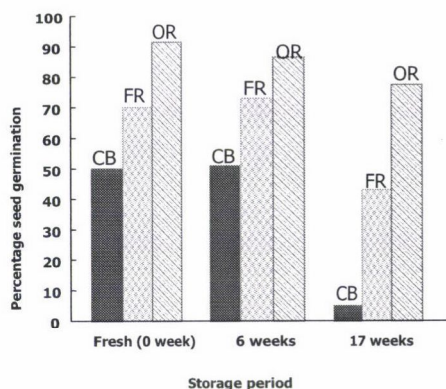 Percentage seed germination
100
90
80
70
60
50
40
30
20
10
0
CB
FR
OR
CB
FR
OR
CB
FR
OR
Fresh (0 week)
6 weeks
17 weeks
Storage period